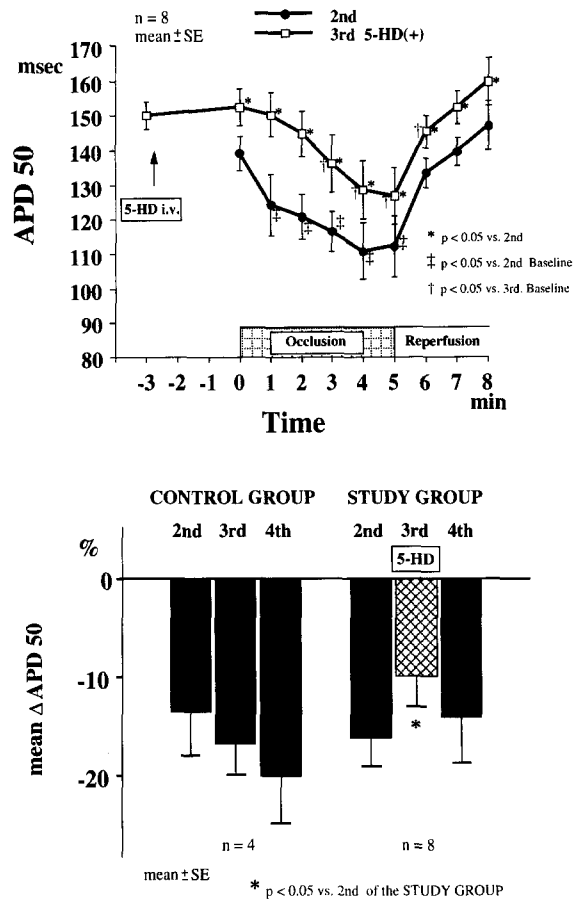 n = 8
mean ± SE
2nd
3rd 5-HD(+)
msec
170
160
150
140
130
120
110
100
90
80
APD 50
5-HD i.v.
* p < 0.05 vs. 2nd
‡ p < 0.05 vs. 2nd Baseline
† p < 0.05 vs. 3rd. Baseline
Occlusion
Reperfusion
-3 -2 -1 0 1 2 3 4 5 6 7 8
min
Time
CONTROL GROUP STUDY GROUP
2nd 3rd 4th 2nd 3rd 4th
%
5-HD
0
-10
-20
mean Δ APD 50
*
n = 4 n = 8
mean ± SE
* p < 0.05 vs. 2nd of the STUDY GROUP